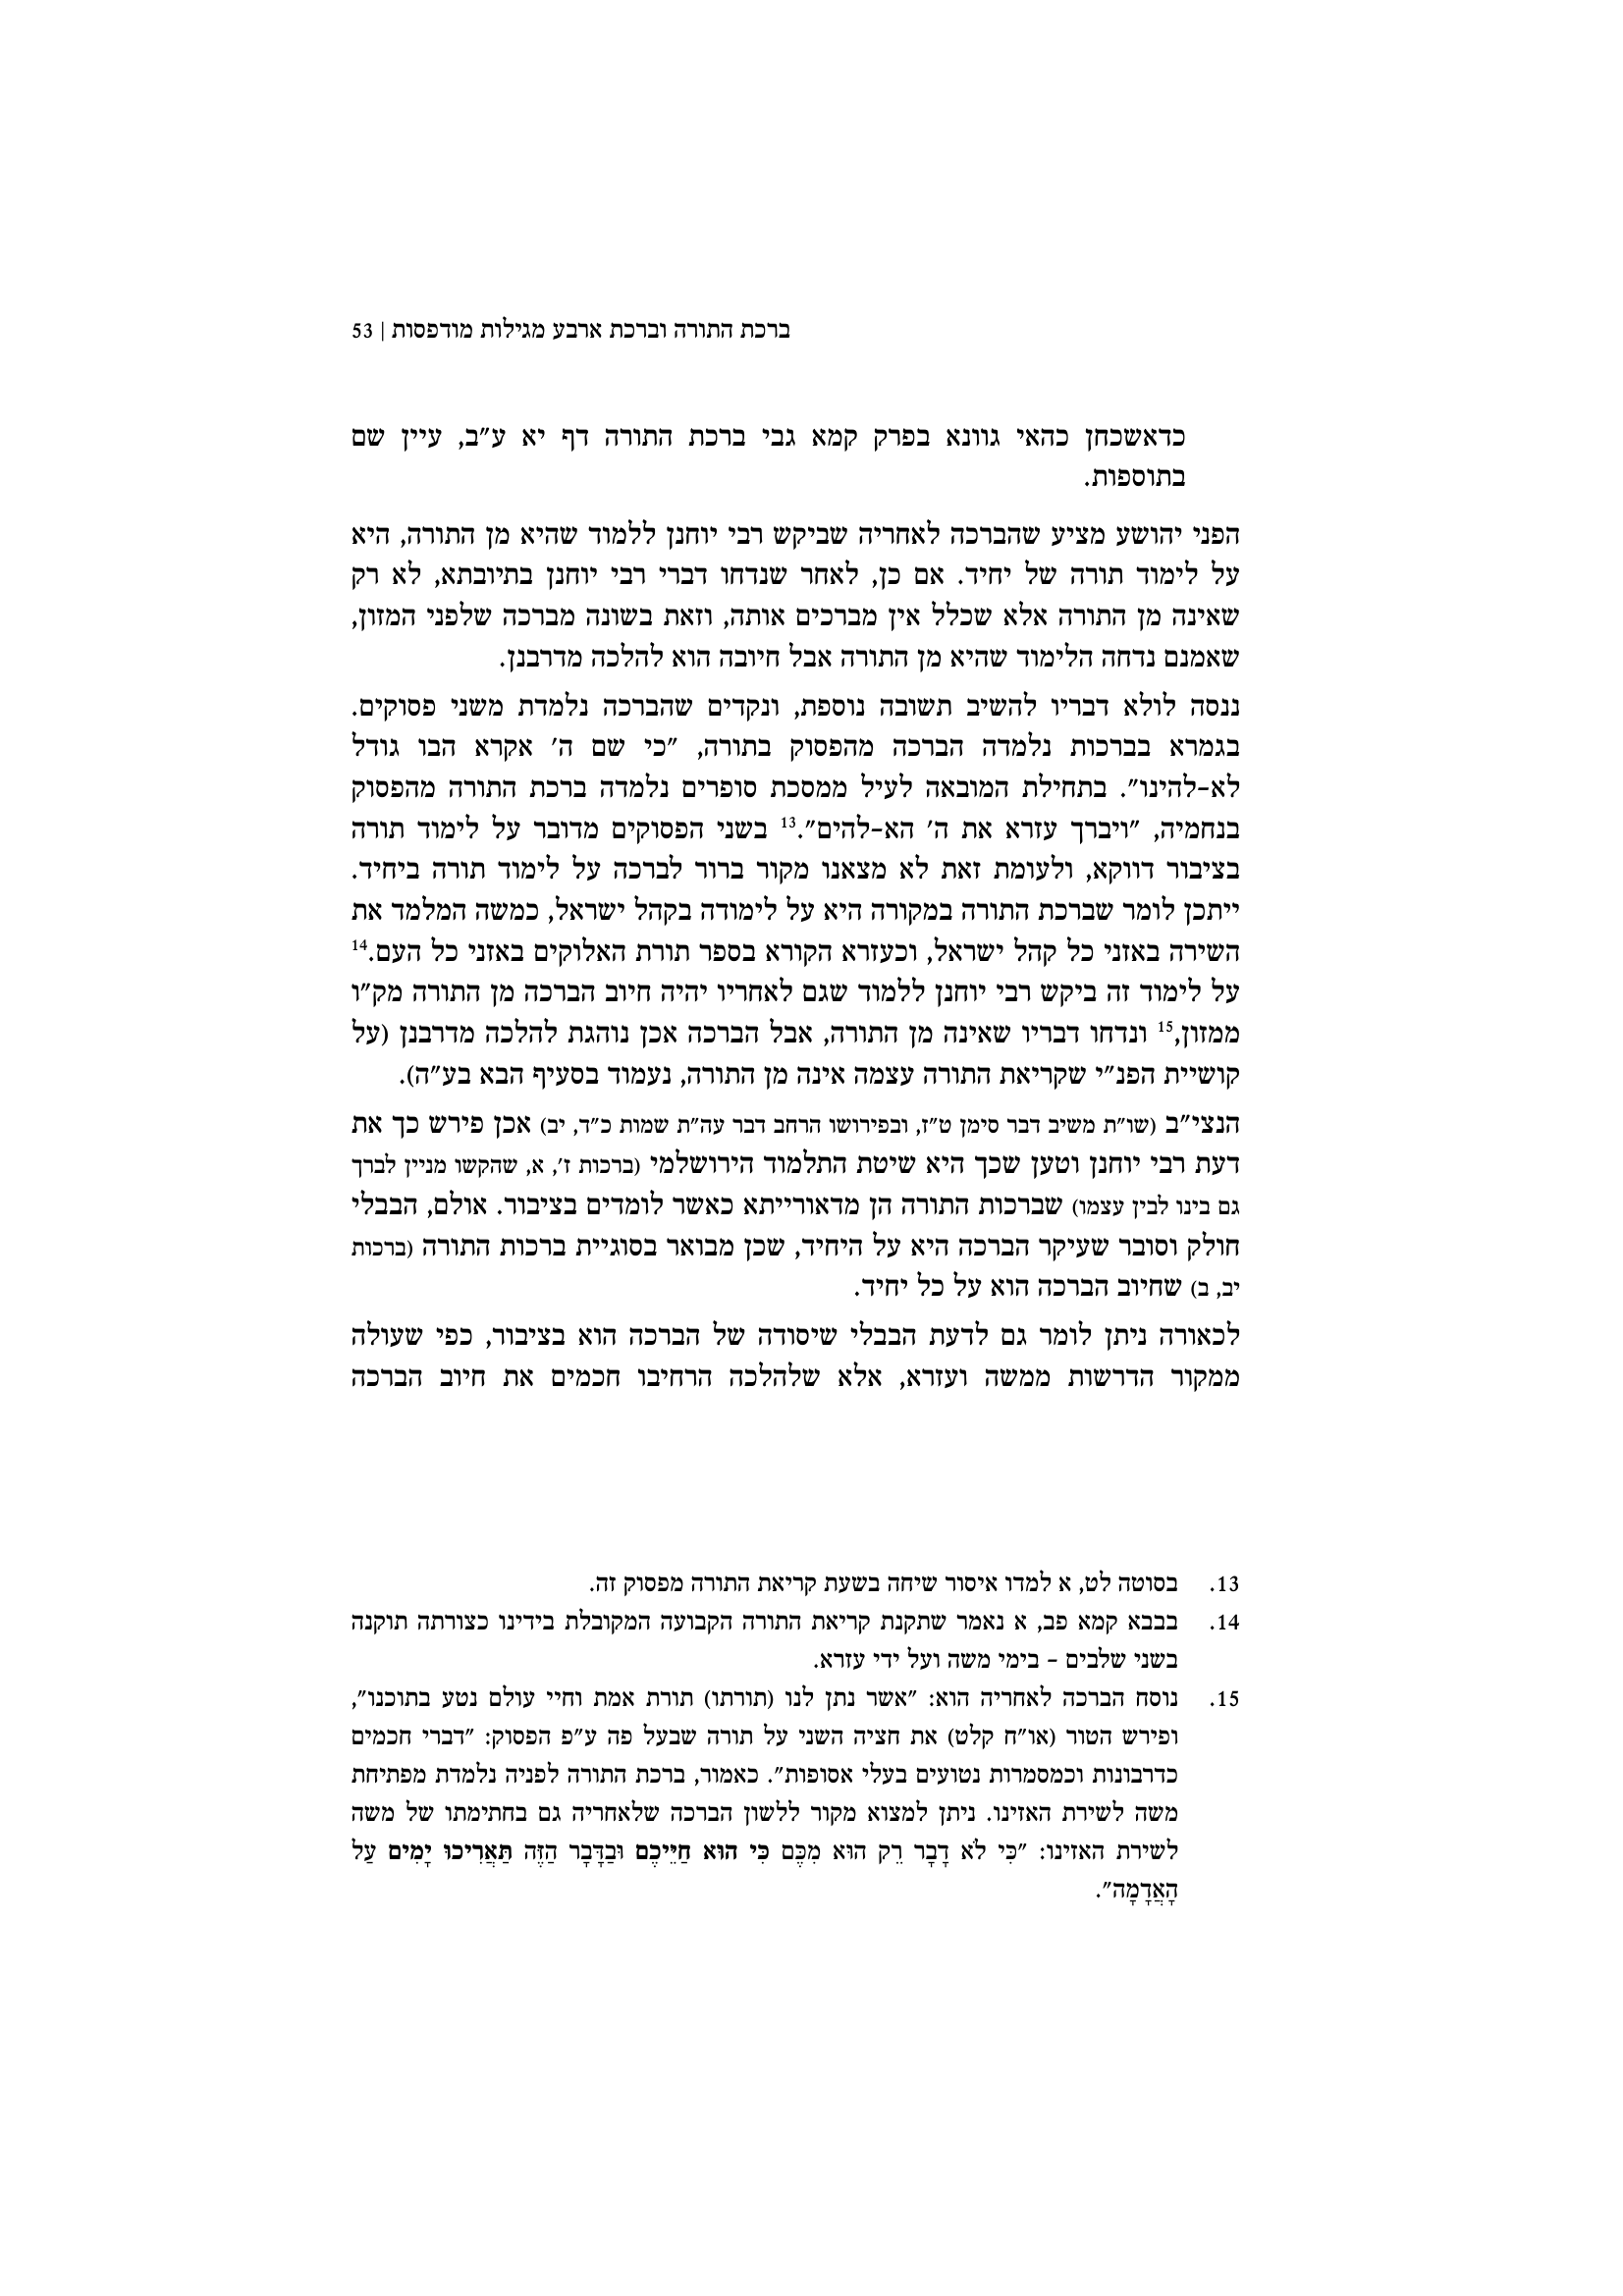 ברכת התורה וברכת ארבע מגילות מודפסות | 53
כדאשכחן כהאי גוונא בפרק קמא גבי ברכת התורה דף יא ע״ב, עיין שם
בתוספות.
הפני יהושע מציע שהברכה לאחריה שביקש רבי יוחנן ללמוד שהיא מן התורה, היא
על לימוד תורה של יחיד. אם כן, לאחר שנדחו דברי רבי יוחנן בתיובתא, לא רק
שאינה מן התורה אלא שכלל אין מברכים אותה, וזאת בשונה מברכה שלפני המזון,
שאמנם נדחה הלימוד שהיא מן התורה אבל חיובה הוא להלכה מדרבנן.
ננסה לולא דבריו להשיב תשובה נוספת, ונקדים שהברכה נלמדת משני פסוקים.
בגמרא בברכות נלמדה הברכה מהפסוק בתורה, ״כי שם ה׳ אקרא הבו גודל
לא–להינו״. בתחילת המובאה לעיל ממסכת סופרים נלמדה ברכת התורה מהפסוק
בנחמיה, ״ויברך עזרא את ה׳ הא–להים״.13 בשני הפסוקים מדובר על לימוד תורה
בציבור דווקא, ולעומת זאת לא מצאנו מקור ברור לברכה על לימוד תורה ביחיד.
ייתכן לומר שברכת התורה במקורה היא על לימודה בקהל ישראל, כמשה המלמד את
השירה באזני כל קהל ישראל, וכעזרא הקורא בספר תורת האלוקים באזני כל העם.14
על לימוד זה ביקש רבי יוחנן ללמוד שגם לאחריו יהיה חיוב הברכה מן התורה מק״ו
ממזון,15 ונדחו דבריו שאינה מן התורה, אבל הברכה אכן נוהגת להלכה מדרבנן (על
קושיית הפנ״י שקריאת התורה עצמה אינה מן התורה, נעמוד בסעיף הבא בע״ה).
הנצי״ב (שו״ת משיב דבר סימן ט״ז, ובפירושו הרחב דבר עה״ת שמות כ״ד, יב) אכן פירש כך את
דעת רבי יוחנן וטען שכך היא שיטת התלמוד הירושלמי (ברכות ז׳, א, שהקשו מניין לברך
גם בינו לבין עצמו) שברכות התורה הן מדאורייתא כאשר לומדים בציבור. אולם, הבבלי
חולק וסובר שעיקר הברכה היא על היחיד, שכן מבואר בסוגיית ברכות התורה (ברכות
יב, ב) שחיוב הברכה הוא על כל יחיד.
לכאורה ניתן לומר גם לדעת הבבלי שיסודה של הברכה הוא בציבור, כפי שעולה
ממקור הדרשות ממשה ועזרא, אלא שלהלכה הרחיבו חכמים את חיוב הברכה
13. בסוטה לט, א למדו איסור שיחה בשעת קריאת התורה מפסוק זה.
14. בבבא קמא פב, א נאמר שתקנת קריאת התורה הקבועה המקובלת בידינו כצורתה תוקנה
בשני שלבים – בימי משה ועל ידי עזרא.
15. נוסח הברכה לאחריה הוא: ״אשר נתן לנו (תורתו) תורת אמת וחיי עולם נטע בתוכנו״,
ופירש הטור (או״ח קלט) את חציה השני על תורה שבעל פה ע״פ הפסוק: ״דברי חכמים
כדרבונות וכמסמרות נטועים בעלי אסופות״. כאמור, ברכת התורה לפניה נלמדת מפתיחת
משה לשירת האזינו. ניתן למצוא מקור ללשון הברכה שלאחריה גם בחתימתו של משה
לשירת האזינו: ״כִּי לֹא דָבָר רֵק הוּא מִכֶּם כִּי הוּא חַיֵּיכֶם וּבַדָּבָר הַזֶּה תַּאֲרִיכוּ יָמִים עַל
הָאֲדָמָה״.